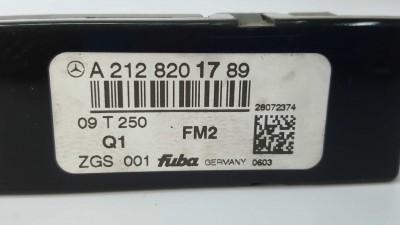 A 212 820 17 89
28072374
09 T 250
FM2
Q1
ZGS 001 fuba GERMANY 0603